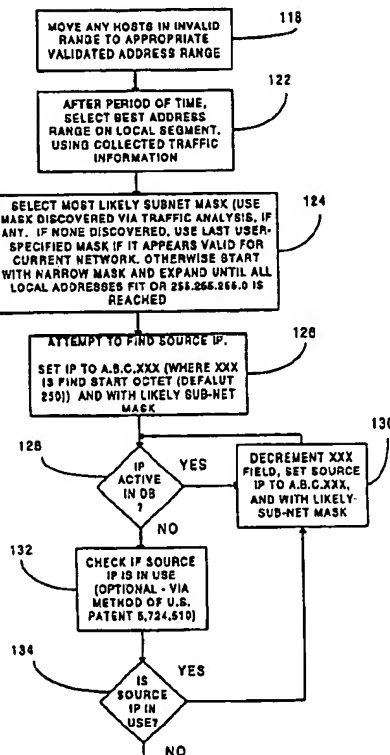 MOVE ANY HOSTS IN INVALID
RANGE TO APPROPRIATE
VALIDATED ADDRESS RANGE
118
AFTER PERIOD OF TIME,
SELECT BEST ADDRESS
RANGE ON LOCAL SEGMENT,
USING COLLECTED TRAFFIC
INFORMATION
122
SELECT MOST LIKELY SUBNET MASK (USE
MASK DISCOVERED VIA TRAFFIC ANALYSIS, IF
ANY. IF NONE DISCOVERED, USE LAST USER-
SPECIFIED MASK IF IT APPEARS VALID FOR
CURRENT NETWORK. OTHERWISE START
WITH NARROW MASK AND EXPAND UNTIL ALL
LOCAL ADDRESSES FIT OR 255.255.255.0 IS
REACHED
124
ATTEMPT TO FIND SOURCE IP.
SET IP TO A.B.C.XXX (WHERE XXX
IS FIND START OCTET (DEFALUT
250)) AND WITH LIKELY SUB-NET
MASK
126
128
IP
ACTIVE
IN DB
?
YES
NO
130
DECREMENT XXX
FIELD, SET SOURCE
IP TO A.B.C.XXX,
AND WITH LIKELY-
SUB-NET MASK
132
CHECK IF SOURCE
IP IS IN USE
(OPTIONAL - VIA
METHOD OF U.S.
PATENT 5,724,510)
134
IS
SOURCE
IP IN
USE?
YES
NO